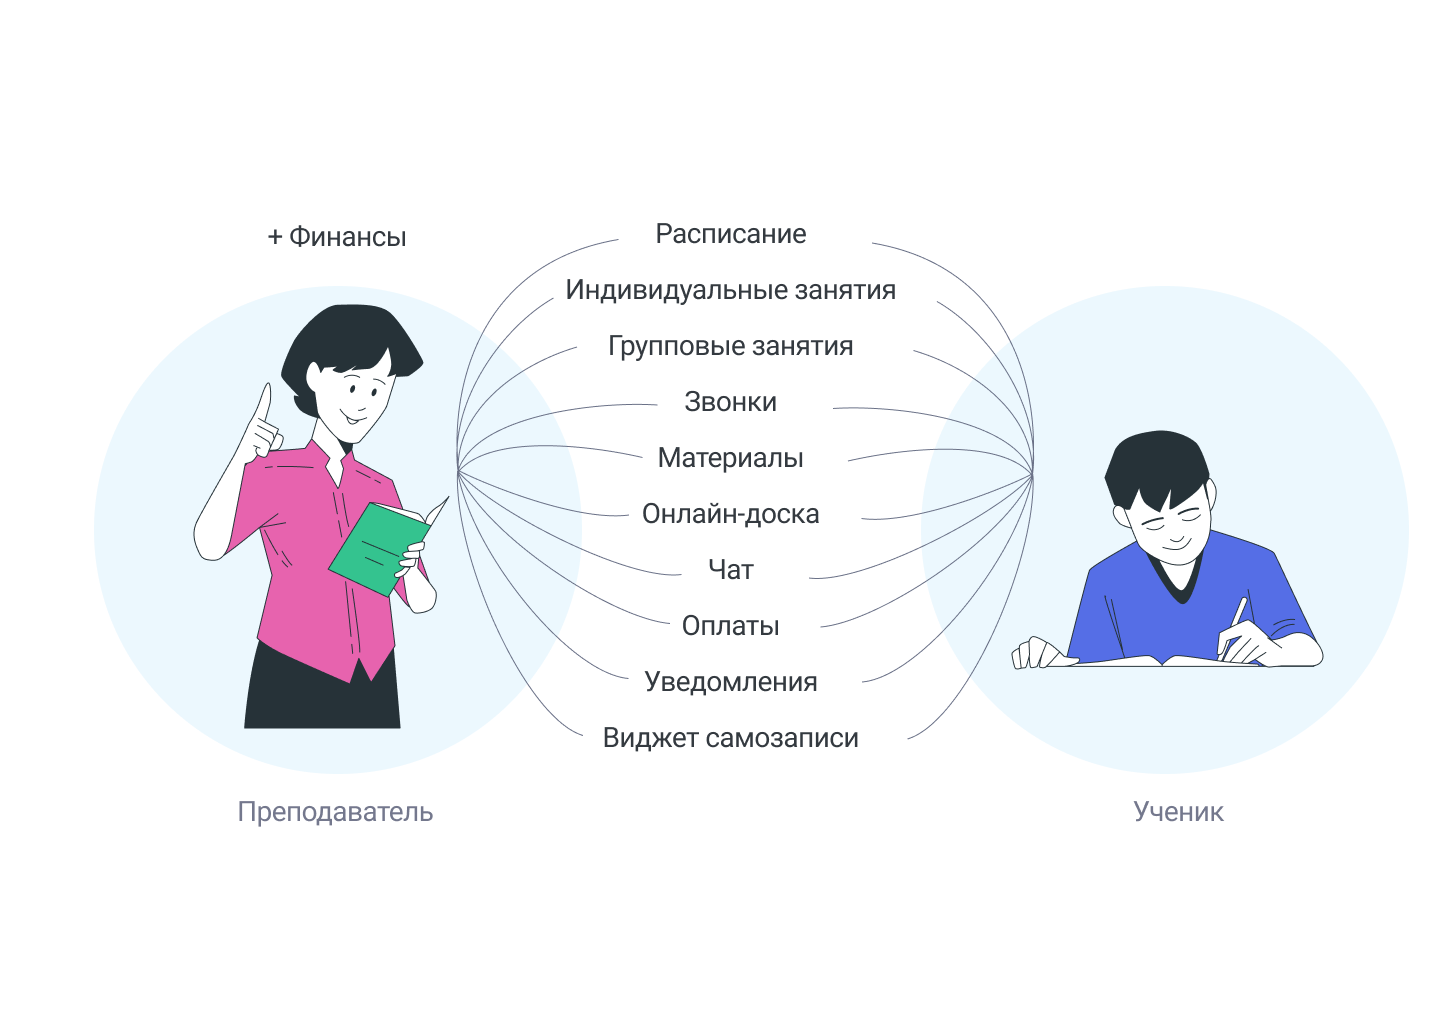 + Финансы
Расписание
Индивидуальные занятия
Групповые занятия
Звонки
Материалы
Онлайн-доска
Чат
Оплаты
Уведомления
Виджет самозаписи
Преподаватель
Ученик